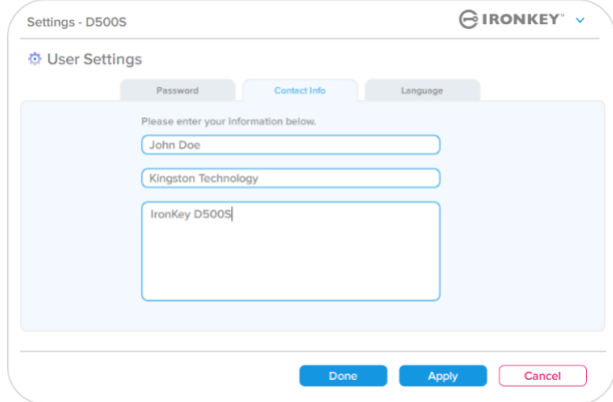 Settings - D500S
IRONKEY™
User Settings
Password
Contact Info
Language
Please enter your information below.
John Doe
Kingston Technology
IronKey D500S
Done
Apply
Cancel